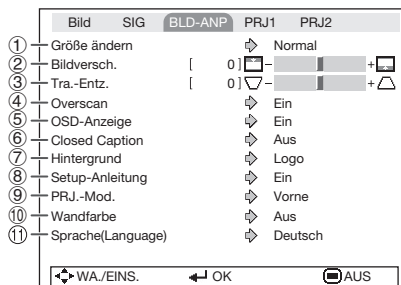 Bild SIG BLD-ANP PRJ1 PRJ2
① Größe ändern Normal
② Bildversch. [ 0] - +
③ Tra.-Entz. [ 0] - +
④ Overscan Ein
⑤ OSD-Anzeige Ein
⑥ Closed Caption Aus
⑦ Hintergrund Logo
⑧ Setup-Anleitung Ein
⑨ PRJ.-Mod. Vorne
⑩ Wandfarbe Aus
⑪ Sprache(Language) Deutsch
WA./EINS. OK AUS